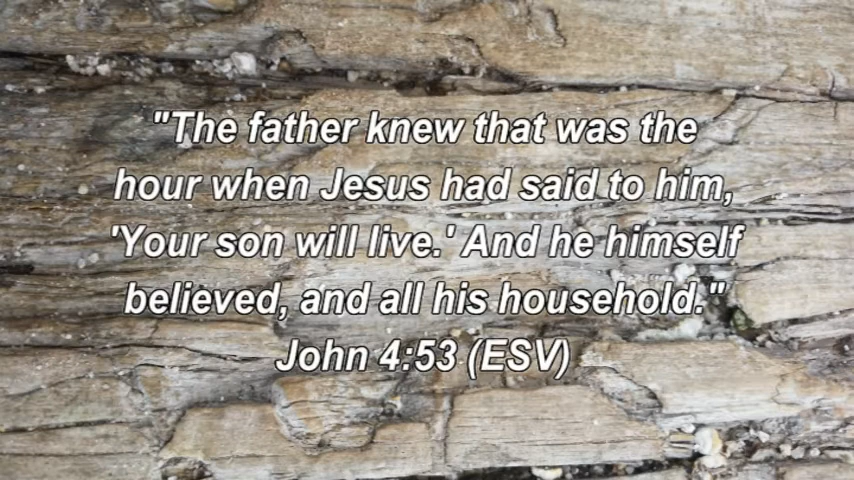 "The father knew that was the
hour when Jesus had said to him,
'Your son will live.' And he himself
believed, and all his household."
John 4:53 (ESV)